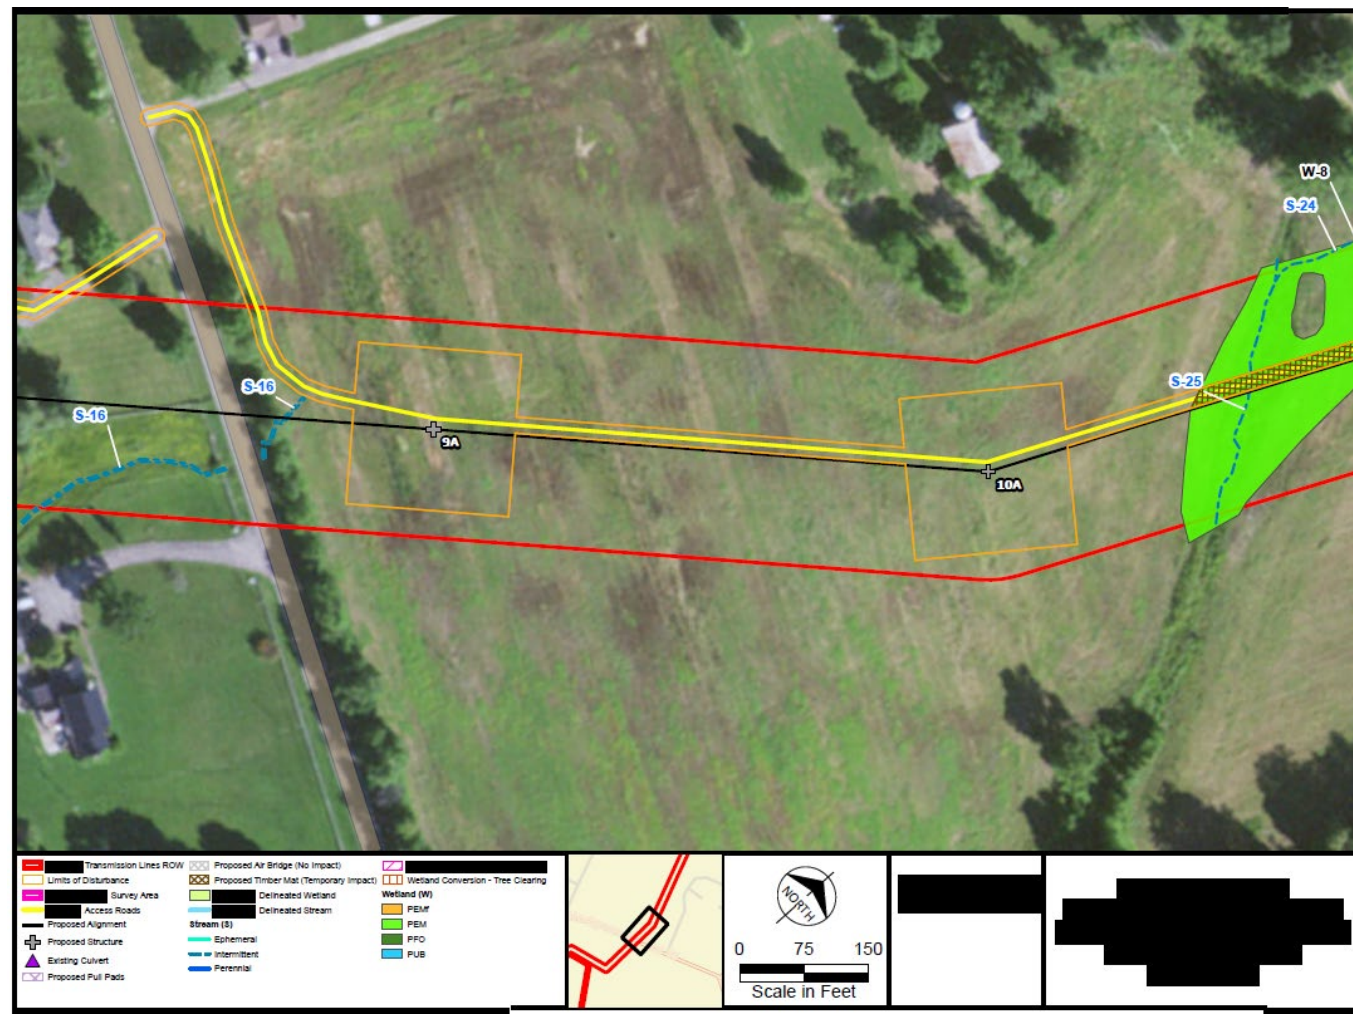 W-8
S-24
S-25
S-16
S-16
9A
10A
Transmission Lines ROW
Limits of Disturbance
Survey Area
Access Roads
Proposed Alignment
Proposed Structure
Existing Culvert
Proposed Pull Pads
Proposed Air Bridge (No Impact)
Proposed Timber Mat (Temporary Impact)
Delineated Wetland
Delineated Stream
Stream (S)
Ephemeral
Intermittent
Perennial
Wetland Conversion - Tree Clearing
Wetland (W)
PEMf
PEM
PFO
PUB
NORTH
0 75 150
Scale in Feet